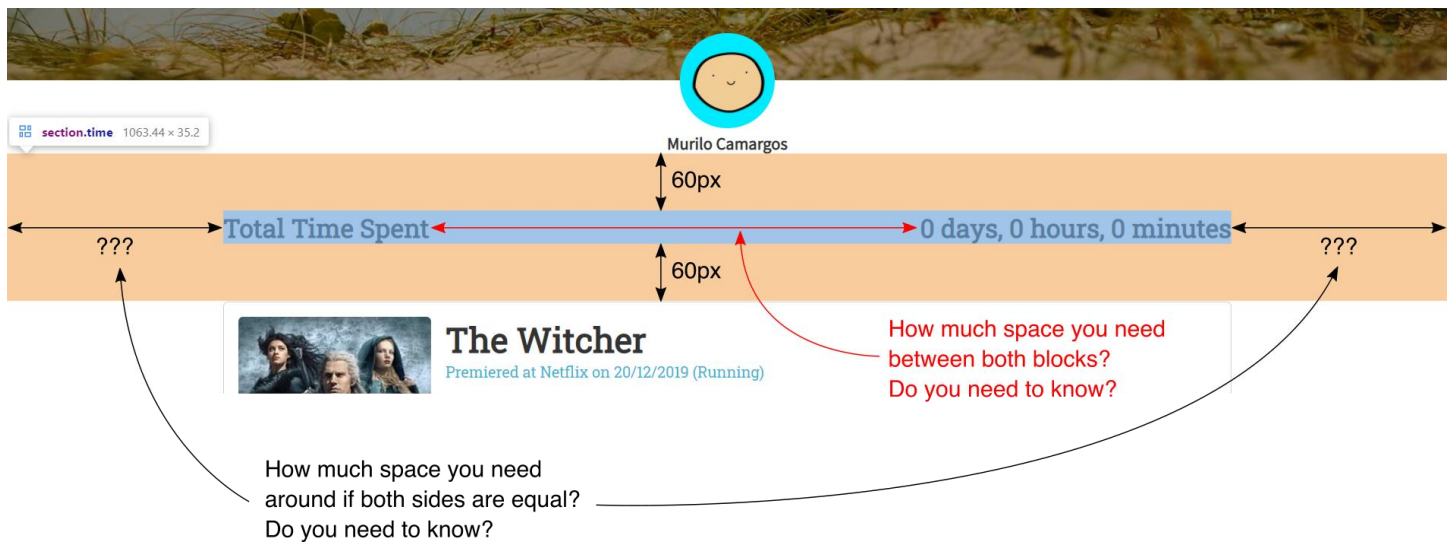 section.time 1063.44 × 35.2
Murilo Camargos
60px
Total Time Spent 0 days, 0 hours, 0 minutes
??? ???
60px
The Witcher
Premiered at Netflix on 20/12/2019 (Running)
How much space you need
between both blocks?
Do you need to know?
How much space you need
around if both sides are equal?
Do you need to know?